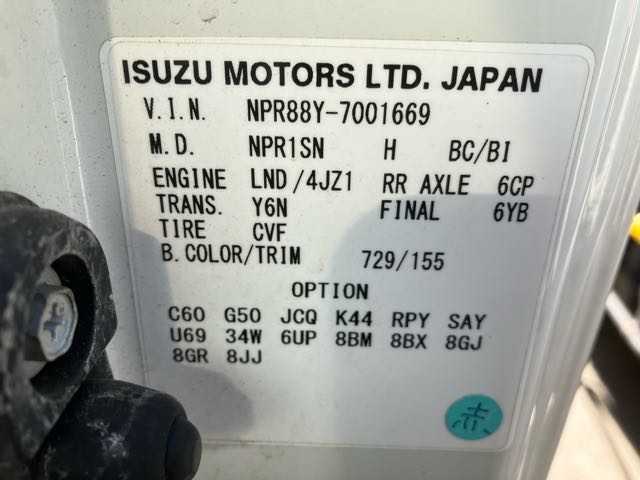 ISUZU MOTORS LTD. JAPAN
V.I.N. NPR88Y-7001669
M.D. NPR1SN H BC/BI
ENGINE LND/4JZ1 RR AXLE 6CP
TRANS. Y6N FINAL 6YB
TIRE CVF
B.COLOR/TRIM 729/155
OPTION
C60 G50 JCQ K44 RPY SAY
U69 34W 6UP 8BM 8BX 8GJ
8GR 8JJ